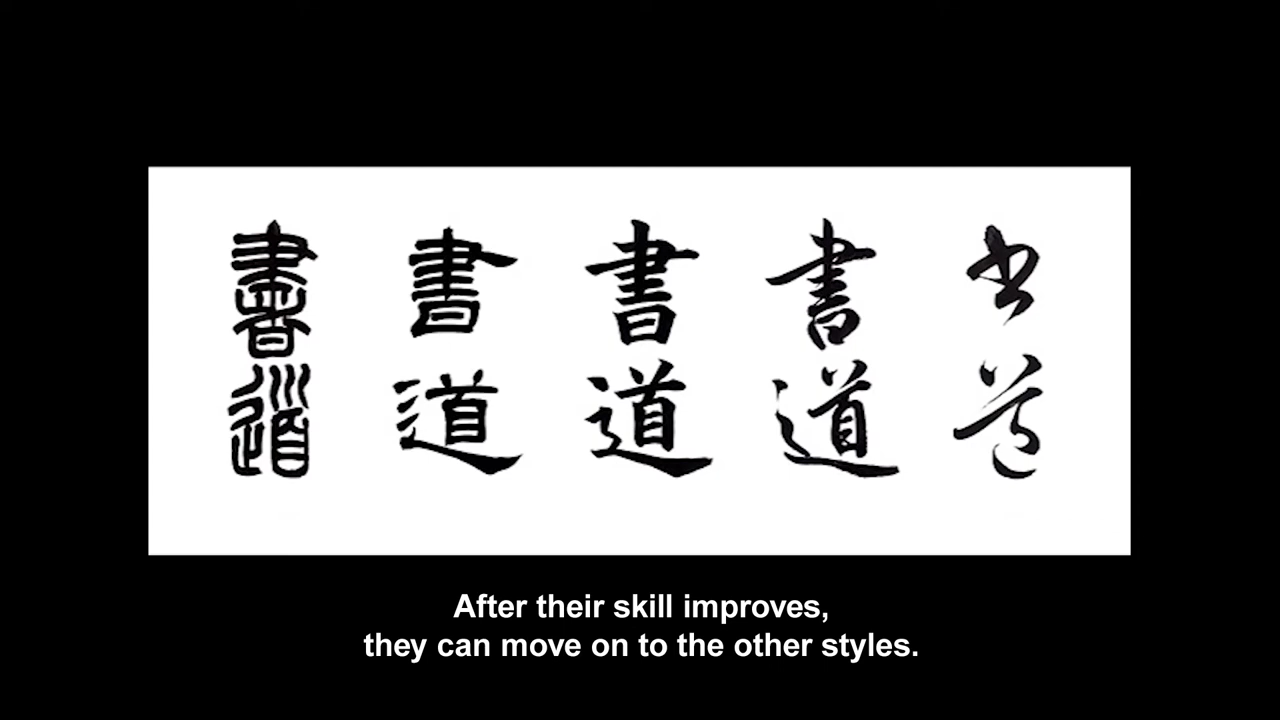 書 書 書 書 书
道 道 道 道 道
After their skill improves,
they can move on to the other styles.